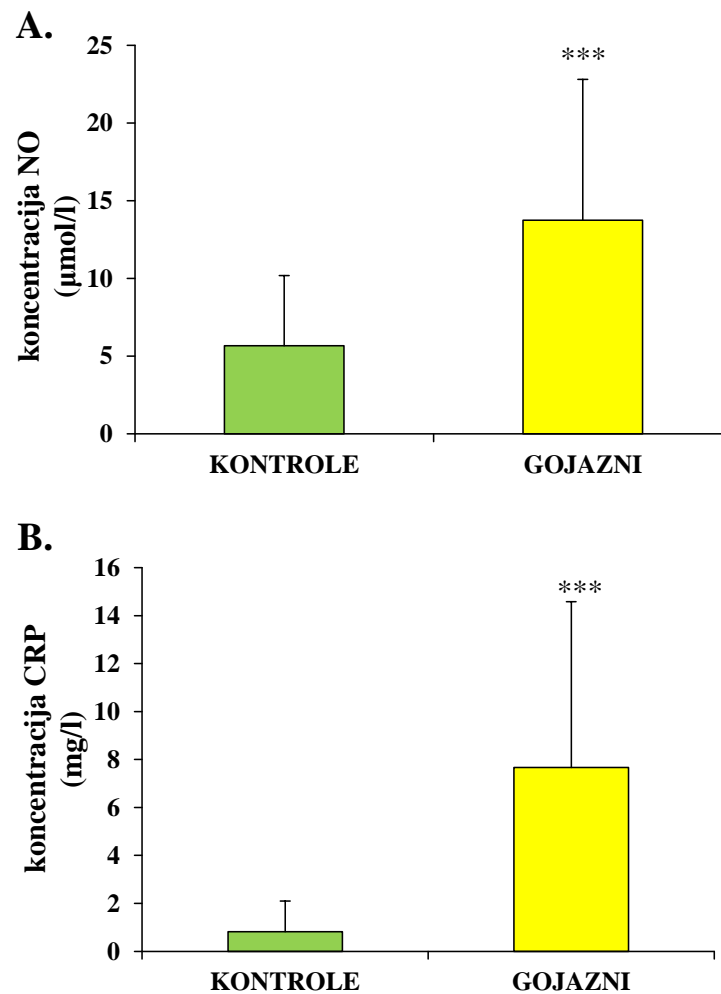 A.
koncentracija NO
(µmol/l)
25
20
15
10
5
0
***
KONTROLE GOJAZNI
B.
koncentracija CRP
(mg/l)
16
14
12
10
8
6
4
2
0
***
KONTROLE GOJAZNI